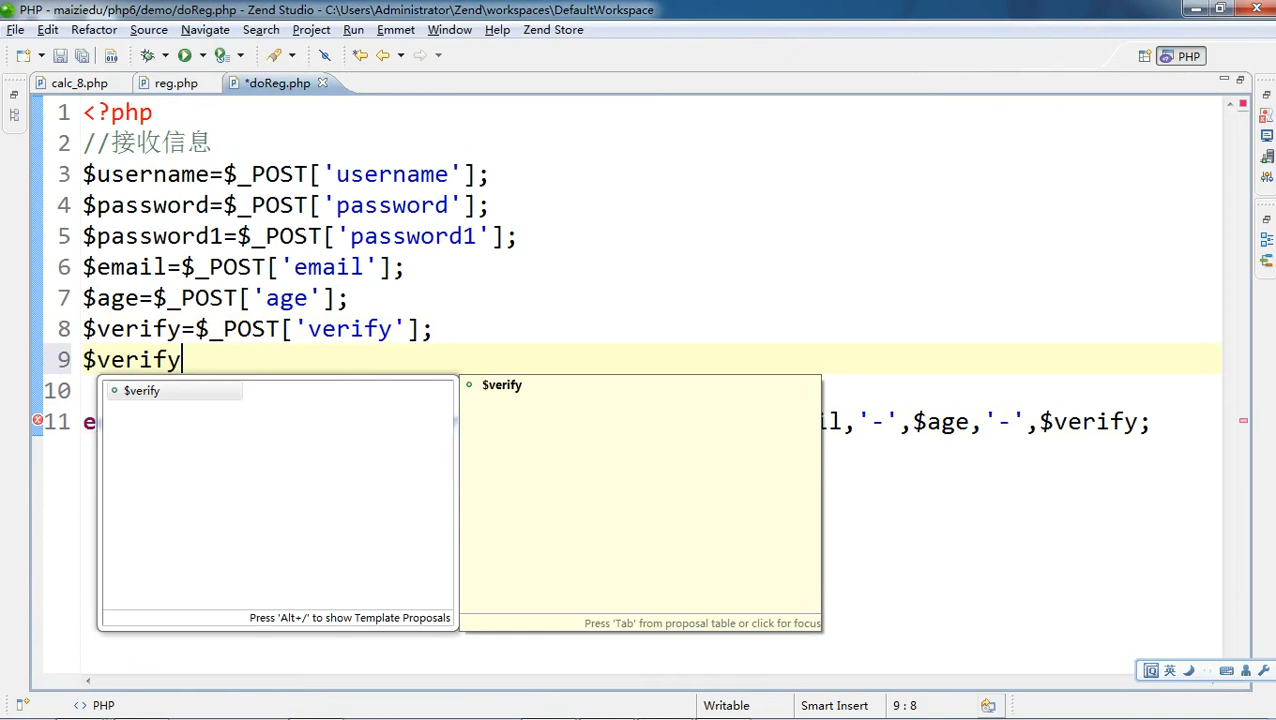 PHP - maiziedu/php6/demo/doReg.php - Zend Studio - C:\Users\Administrator\Zend\workspaces\DefaultWorkspace
File Edit Refactor Source Navigate Search Project Run Emmet Window Help Zend Store
PHP
calc_8.php reg.php *doReg.php
1 <?php
2 //接收信息
3 $username=$_POST['username'];
4 $password=$_POST['password'];
5 $password1=$_POST['password1'];
6 $email=$_POST['email'];
7 $age=$_POST['age'];
8 $verify=$_POST['verify'];
9 $verify
10
11 e il,'-',$age,'-',$verify;
$verify
$verify
Press 'Alt+/' to show Template Proposals
Press 'Tab' from proposal table or click for focus
英
<> PHP Writable Smart Insert 9 : 8